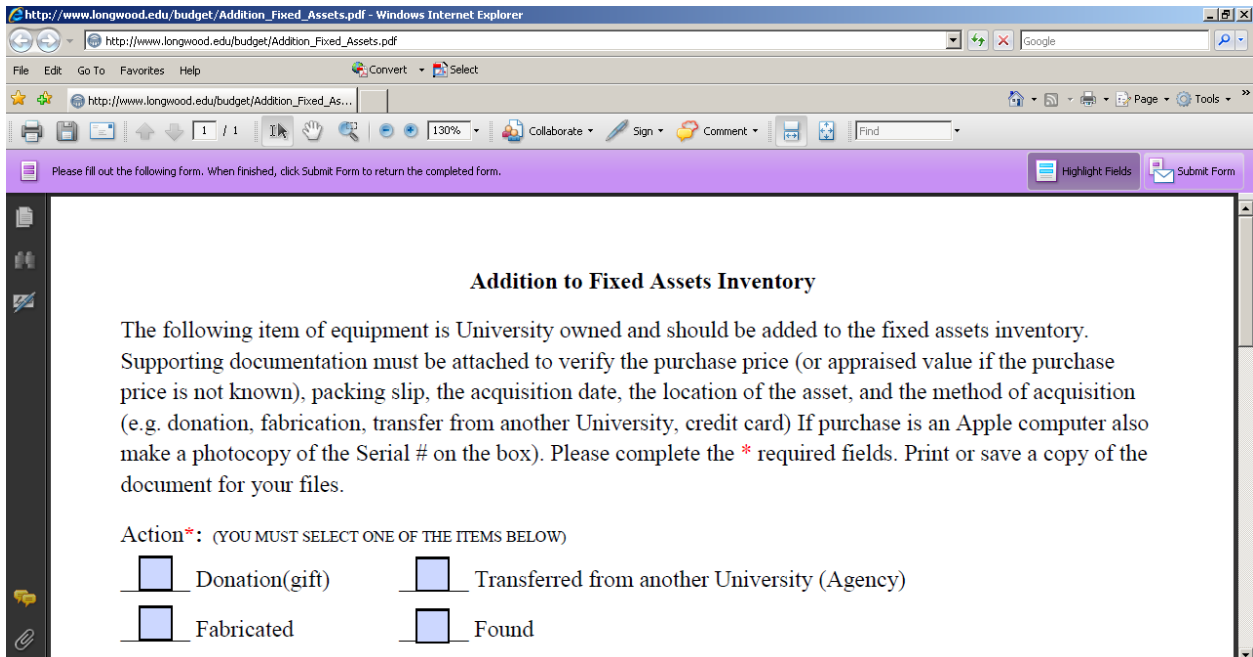 http://www.longwood.edu/budget/Addition_Fixed_Assets.pdf - Windows Internet Explorer
http://www.longwood.edu/budget/Addition_Fixed_Assets.pdf
Google
File Edit Go To Favorites Help Convert Select
http://www.longwood.edu/budget/Addition_Fixed_As...
Page Tools »
1 / 1 130% Collaborate Sign Comment Find
Please fill out the following form. When finished, click Submit Form to return the completed form.
Highlight Fields Submit Form
Addition to Fixed Assets Inventory
The following item of equipment is University owned and should be added to the fixed assets inventory.
Supporting documentation must be attached to verify the purchase price (or appraised value if the purchase
price is not known), packing slip, the acquisition date, the location of the asset, and the method of acquisition
(e.g. donation, fabrication, transfer from another University, credit card) If purchase is an Apple computer also
make a photocopy of the Serial # on the box). Please complete the * required fields. Print or save a copy of the
document for your files.
Action*: (YOU MUST SELECT ONE OF THE ITEMS BELOW)
Donation(gift) Transferred from another University (Agency)
Fabricated Found